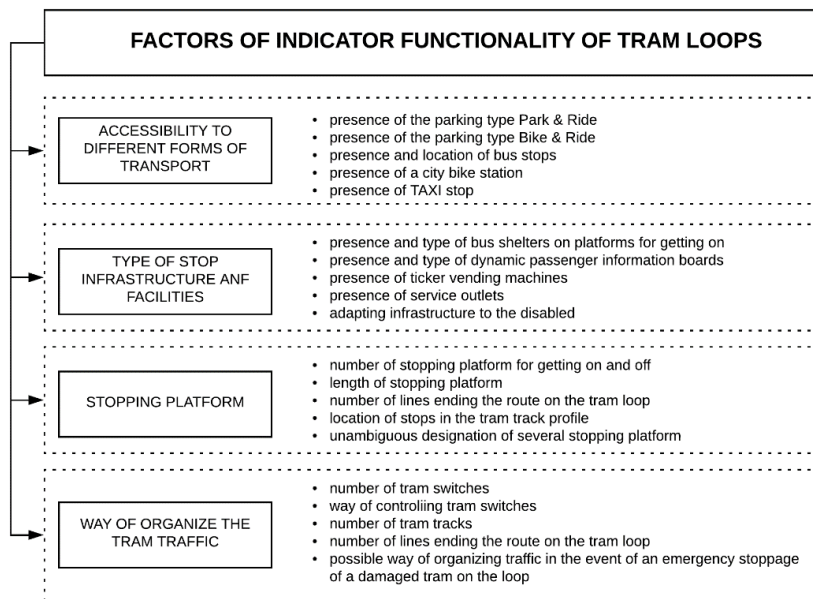 FACTORS OF INDICATOR FUNCTIONALITY OF TRAM LOOPS
ACCESSIBILITY TO
DIFFERENT FORMS OF
TRANSPORT
• presence of the parking type Park & Ride
• presence of the parking type Bike & Ride
• presence and location of bus stops
• presence of a city bike station
• presence of TAXI stop
TYPE OF STOP
INFRASTRUCTURE ANF
FACILITIES
• presence and type of bus shelters on platforms for getting on
• presence and type of dynamic passenger information boards
• presence of ticker vending machines
• presence of service outlets
• adapting infrastructure to the disabled
STOPPING PLATFORM
• number of stopping platform for getting on and off
• length of stopping platform
• number of lines ending the route on the tram loop
• location of stops in the tram track profile
• unambiguous designation of several stopping platform
WAY OF ORGANIZE THE
TRAM TRAFFIC
• number of tram switches
• way of controliing tram switches
• number of tram tracks
• number of lines ending the route on the tram loop
• possible way of organizing traffic in the event of an emergency stoppage
of a damaged tram on the loop